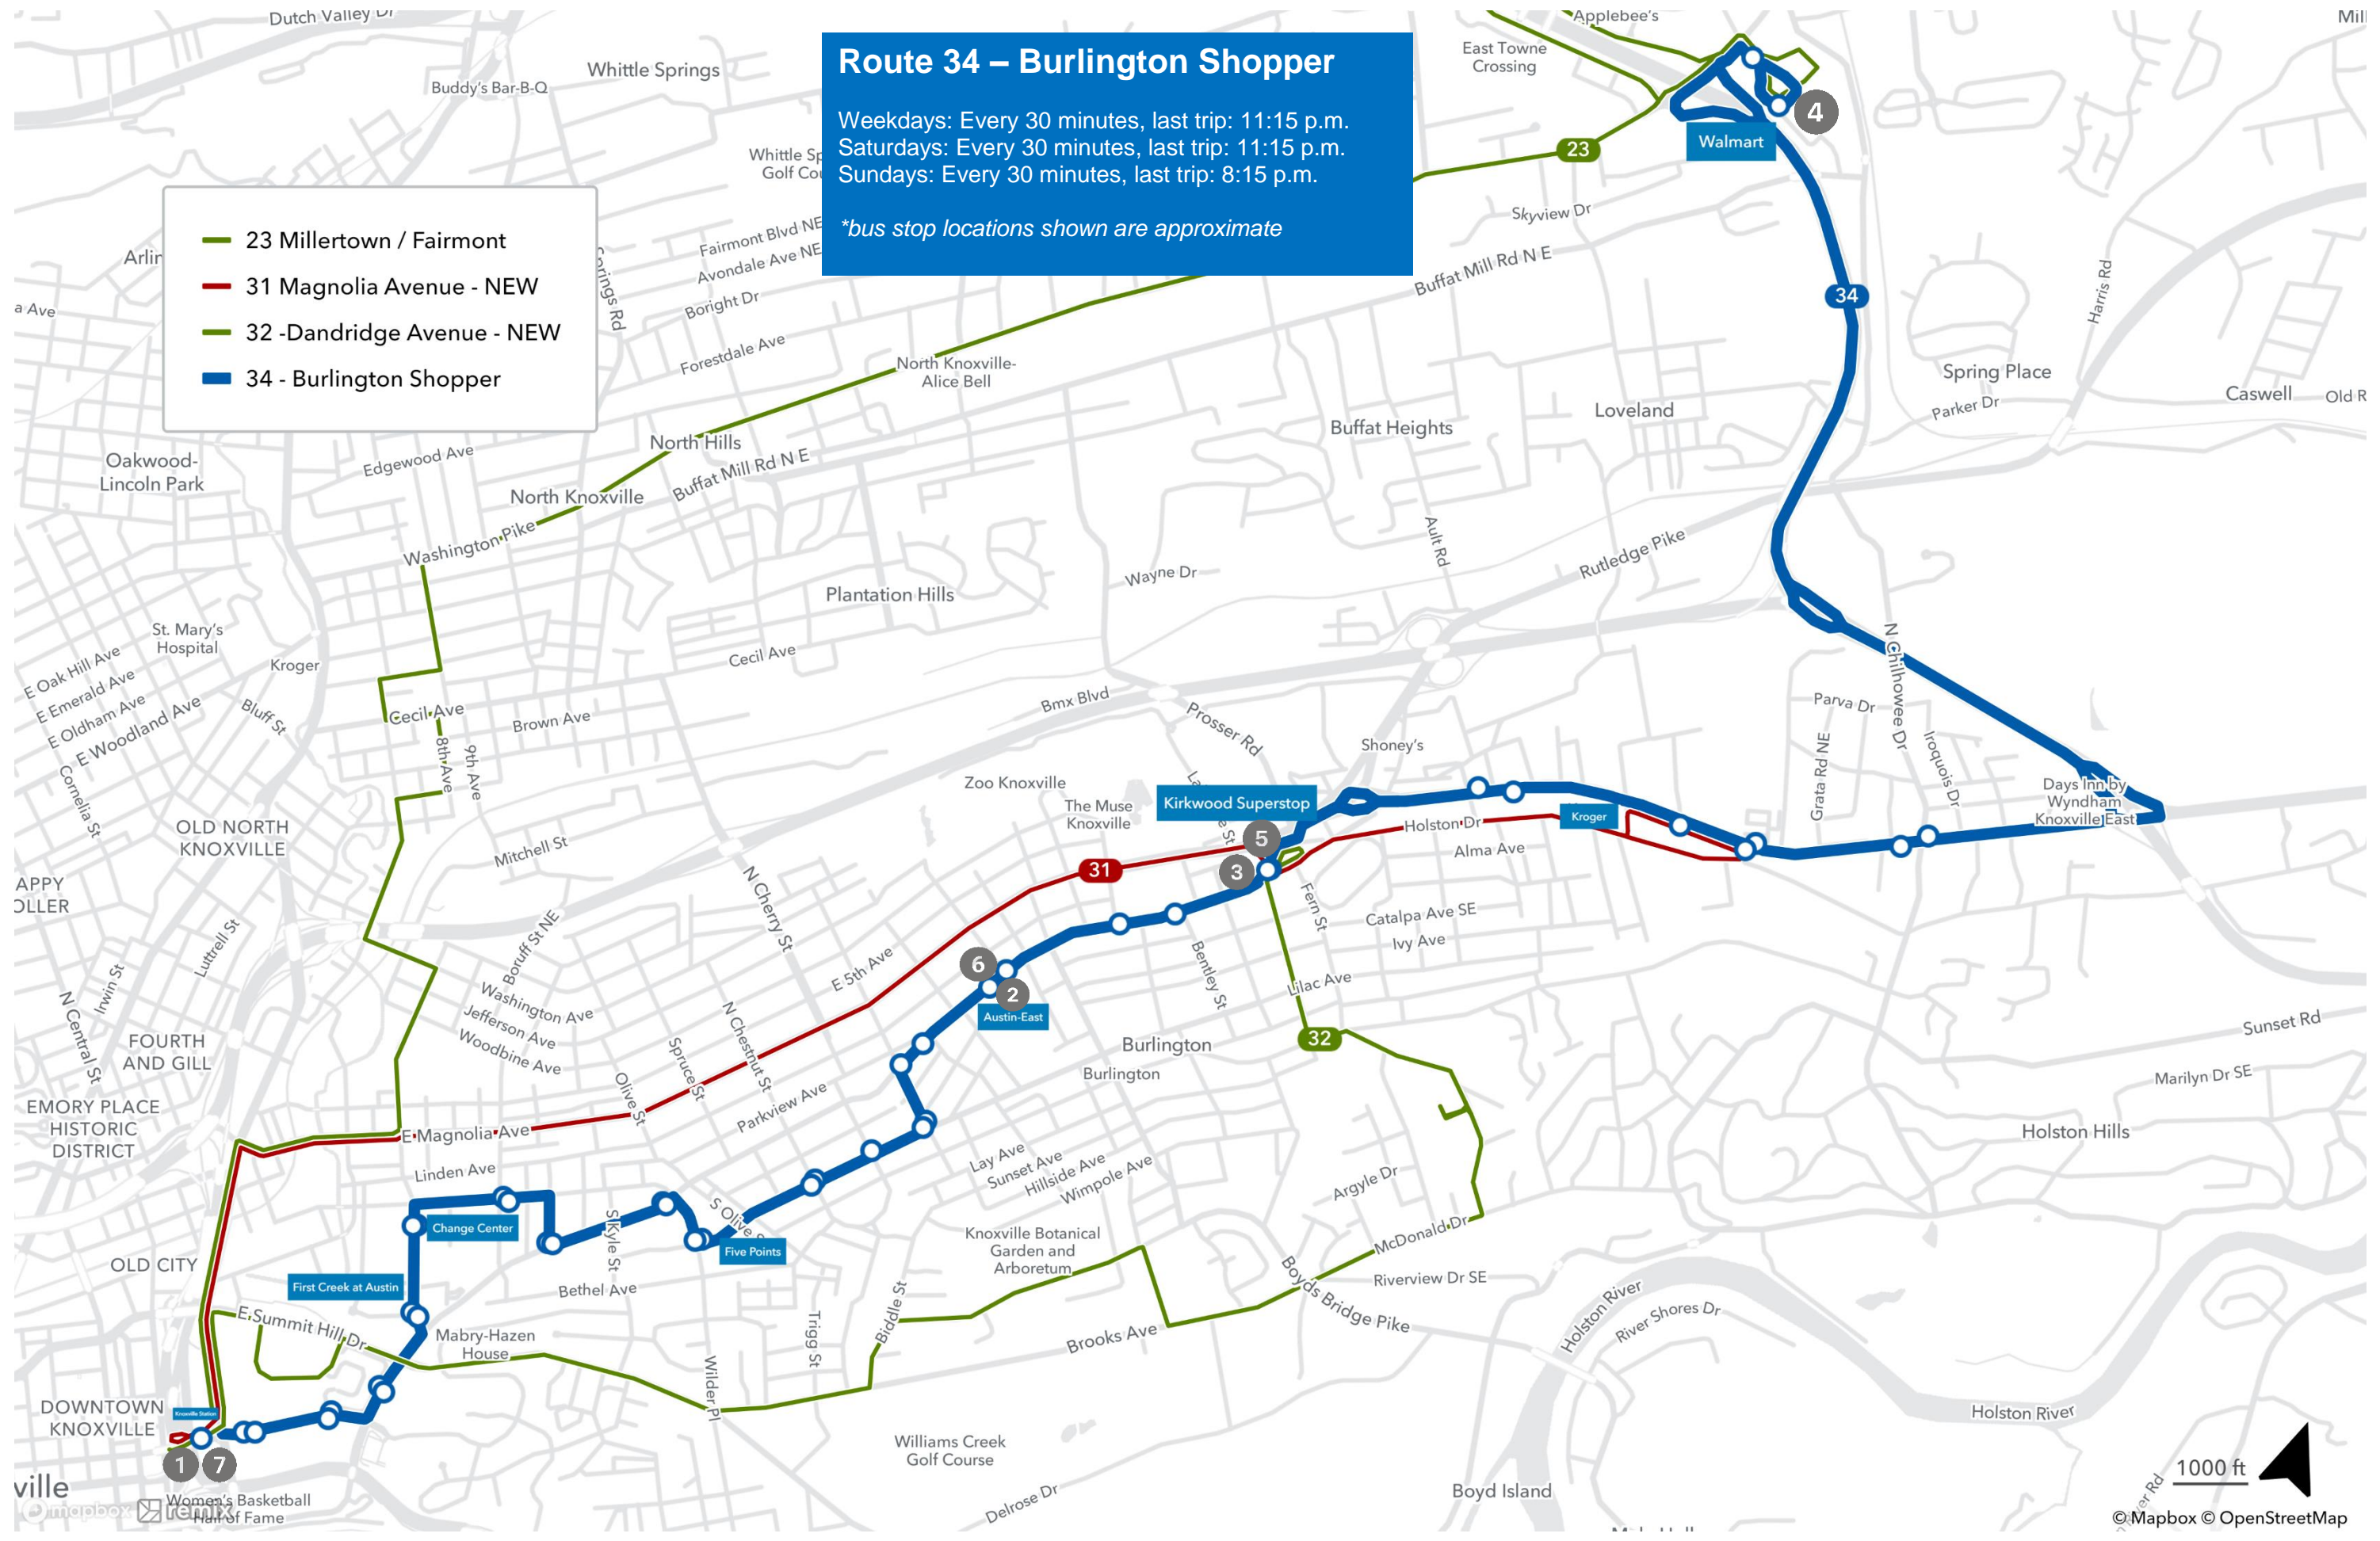 Dutch Valley Dr
Applebee's
Whittle Springs
Buddy's Bar-B-Q
East Towne
Crossing
Route 34 – Burlington Shopper
Weekdays: Every 30 minutes, last trip: 11:15 p.m.
Saturdays: Every 30 minutes, last trip: 11:15 p.m.
Sundays: Every 30 minutes, last trip: 8:15 p.m.
*bus stop locations shown are approximate
4
Walmart
23
Whittle Sp
Golf Cou
Skyview Dr
23 Millertown / Fairmont
31 Magnolia Avenue - NEW
32 -Dandridge Avenue - NEW
34 - Burlington Shopper
Fairmont Blvd NE
Avondale Ave NE
Boright Dr
Forestdale Ave
Buffat Mill Rd N E
34
Harris Rd
a Ave
North Knoxville-
Alice Bell
Spring Place
Caswell
Old R
Parker Dr
Loveland
Buffat Heights
North Hills
Edgewood Ave
Oakwood-
Lincoln Park
Buffat Mill Rd N E
North Knoxville
Washington Pike
Ault Rd
Rutledge Pike
Wayne Dr
Plantation Hills
St. Mary's
Hospital
Kroger
Cecil Ave
N Chilhowee Dr
E Oak Hill Ave
E Emerald Ave
E Oldham Ave
E Woodland Ave
Bluff St
Cecil Ave
Brown Ave
Bmx Blvd
Prosser Rd
Parva Dr
Shoney's
8th Ave
9th Ave
Grata Rd NE
Iroquois Dr
Cornelia St
Zoo Knoxville
The Muse
Knoxville
Kirkwood Superstop
Days Inn by
Wyndham
Knoxville East
Kroger
Holston Dr
OLD NORTH
KNOXVILLE
Mitchell St
5
Alma Ave
31
3
APPY
OLLER
N Cherry St
Fern St
Catalpa Ave SE
Ivy Ave
Luttrell St
Boruff St NE
E 5th Ave
Bentley St
Irwin St
6
2
Lilac Ave
Washington Ave
Jefferson Ave
Woodbine Ave
Austin-East
N Central St
N Chestnut St
Spruce St
Olive St
32
Sunset Rd
FOURTH
AND GILL
Burlington
Burlington
Marilyn Dr SE
EMORY PLACE
HISTORIC
DISTRICT
Parkview Ave
E Magnolia Ave
Holston Hills
Linden Ave
Lay Ave
Sunset Ave
Hillside Ave
Wimpole Ave
Argyle Dr
Change Center
S Kyle St
S Olive
Five Points
Knoxville Botanical
Garden and
Arboretum
McDonald Dr
OLD CITY
First Creek at Austin
Bethel Ave
Boyds Bridge Pike
Riverview Dr SE
E Summit Hill Dr
Mabry-Hazen
House
Trigg St
Biddle St
Brooks Ave
Holston River
River Shores Dr
Wilder Pl
DOWNTOWN
KNOXVILLE
Knoxville Station
Holston River
1
7
Williams Creek
Golf Course
Delrose Dr
Boyd Island
1000 ft
ville
mapbox
remix
Women's Basketball
Hall of Fame
© Mapbox © OpenStreetMap